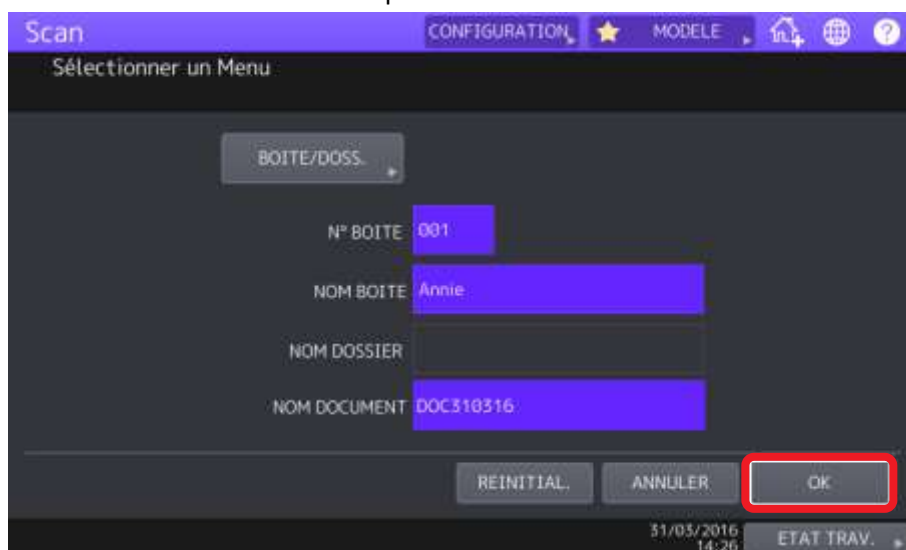 Scan CONFIGURATION MODELE ?
Sélectionner un Menu
BOITE/DOSS.
N° BOITE 001
NOM BOITE Annie
NOM DOSSIER
NOM DOCUMENT DOC310316
REINITIAL. ANNULER OK
31/03/2016
14:26 ETAT TRAV.